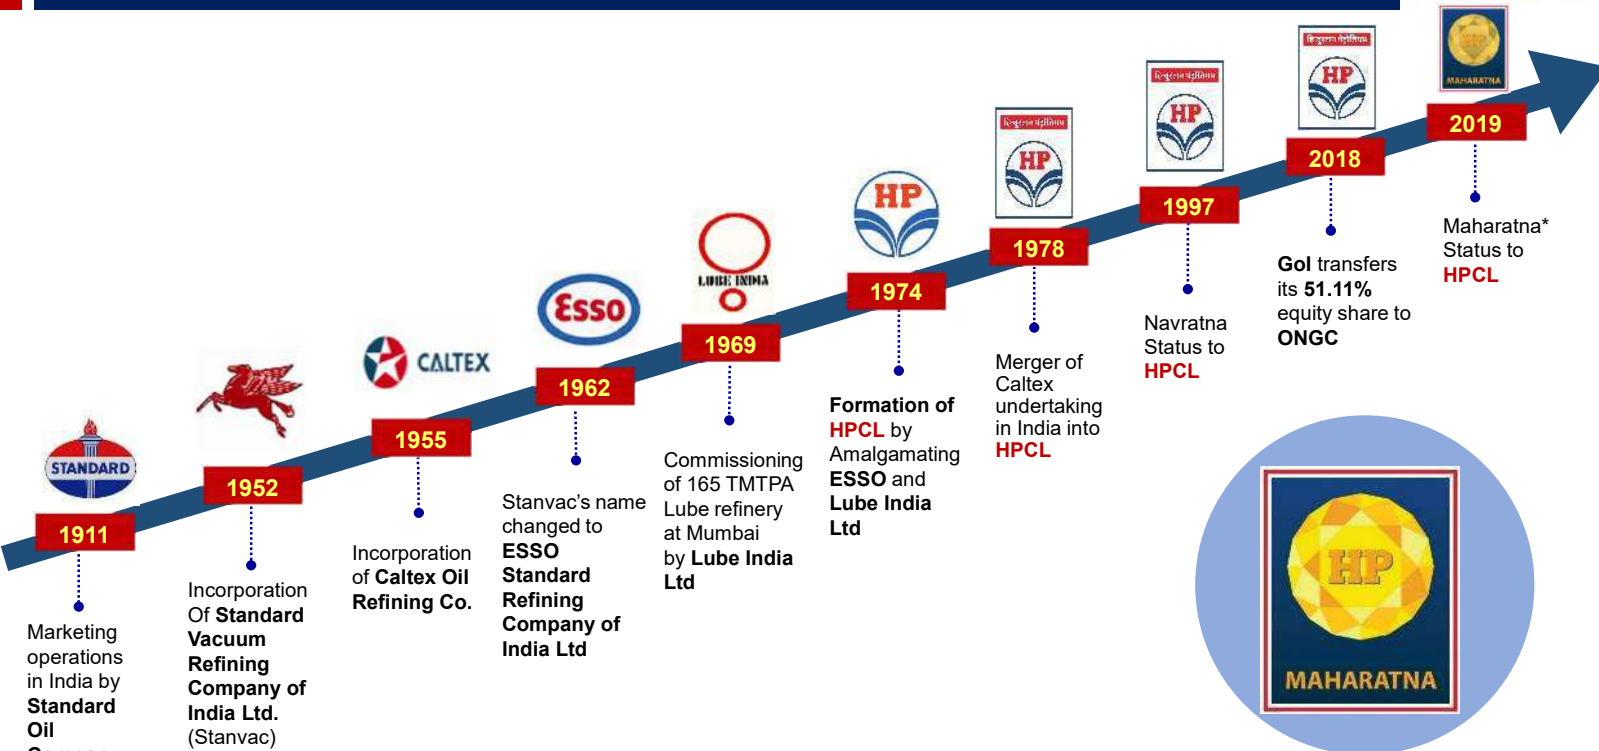 STANDARD
1911
Marketing
operations
in India by
Standard
Oil
1952
Incorporation
Of Standard
Vacuum
Refining
Company of
India Ltd.
(Stanvac)
CALTEX
1955
Incorporation
of Caltex Oil
Refining Co.
Esso
1962
Stanvac’s name
changed to
ESSO
Standard
Refining
Company of
India Ltd
LUBE INDIA
1969
Commissioning
of 165 TMTPA
Lube refinery
at Mumbai
by Lube India
Ltd
HP
1974
Formation of
HPCL by
Amalgamating
ESSO and
Lube India
Ltd
हिन्दुस्तान पेट्रोलियम
HP
1978
Merger of
Caltex
undertaking
in India into
HPCL
हिन्दुस्तान पेट्रोलियम
HP
1997
Navratna
Status to
HPCL
हिन्दुस्तान पेट्रोलियम
HP
2018
GoI transfers
its 51.11%
equity share to
ONGC
HP
MAHARATNA
2019
Maharatna*
Status to
HPCL
HP
MAHARATNA